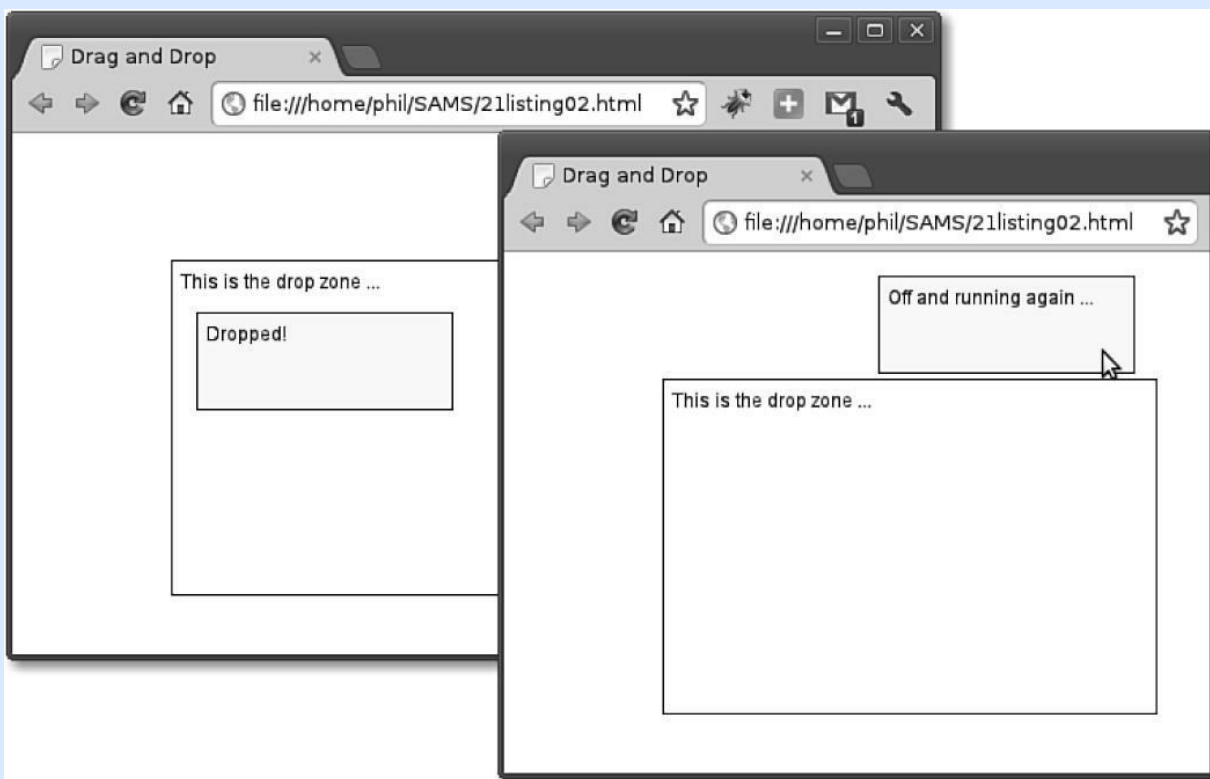 Drag and Drop
file:///home/phil/SAMS/21listing02.html
1
This is the drop zone ...
Dropped!
Drag and Drop
file:///home/phil/SAMS/21listing02.html
Off and running again ...
This is the drop zone ...